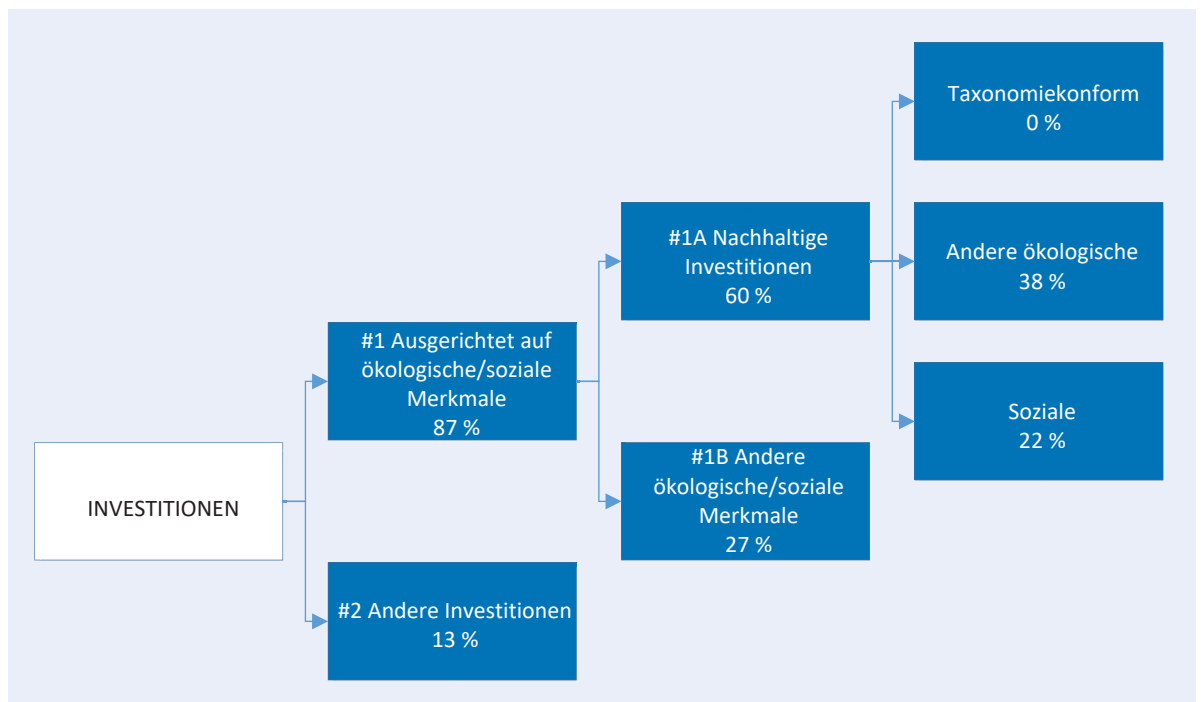 INVESTITIONEN
#1 Ausgerichtet auf
ökologische/soziale
Merkmale
87 %
#2 Andere Investitionen
13 %
#1A Nachhaltige
Investitionen
60 %
#1B Andere
ökologische/soziale
Merkmale
27 %
Taxonomiekonform
0 %
Andere ökologische
38 %
Soziale
22 %